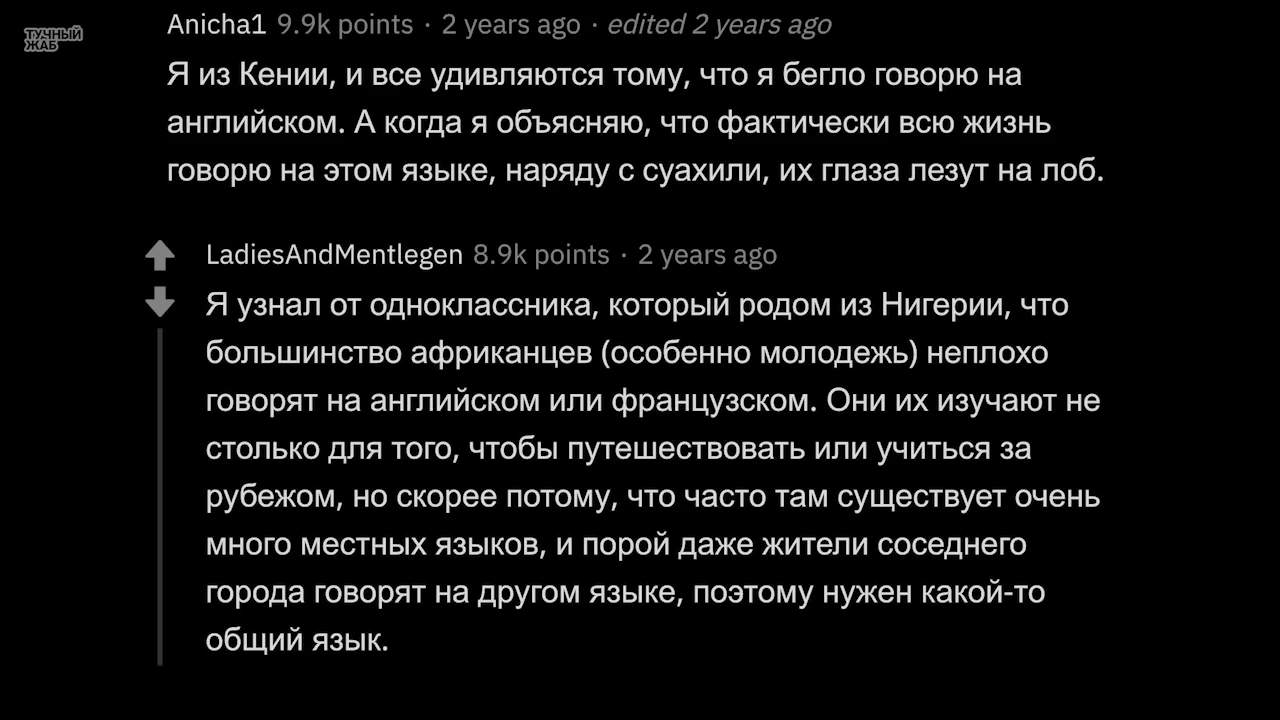 ТУЧНЫЙ
ЖАБ
Anicha1 9.9k points · 2 years ago · edited 2 years ago
Я из Кении, и все удивляются тому, что я бегло говорю на
английском. А когда я объясняю, что фактически всю жизнь
говорю на этом языке, наряду с суахили, их глаза лезут на лоб.
LadiesAndMentlegen 8.9k points · 2 years ago
Я узнал от одноклассника, который родом из Нигерии, что
большинство африканцев (особенно молодежь) неплохо
говорят на английском или французском. Они их изучают не
столько для того, чтобы путешествовать или учиться за
рубежом, но скорее потому, что часто там существует очень
много местных языков, и порой даже жители соседнего
города говорят на другом языке, поэтому нужен какой-то
общий язык.